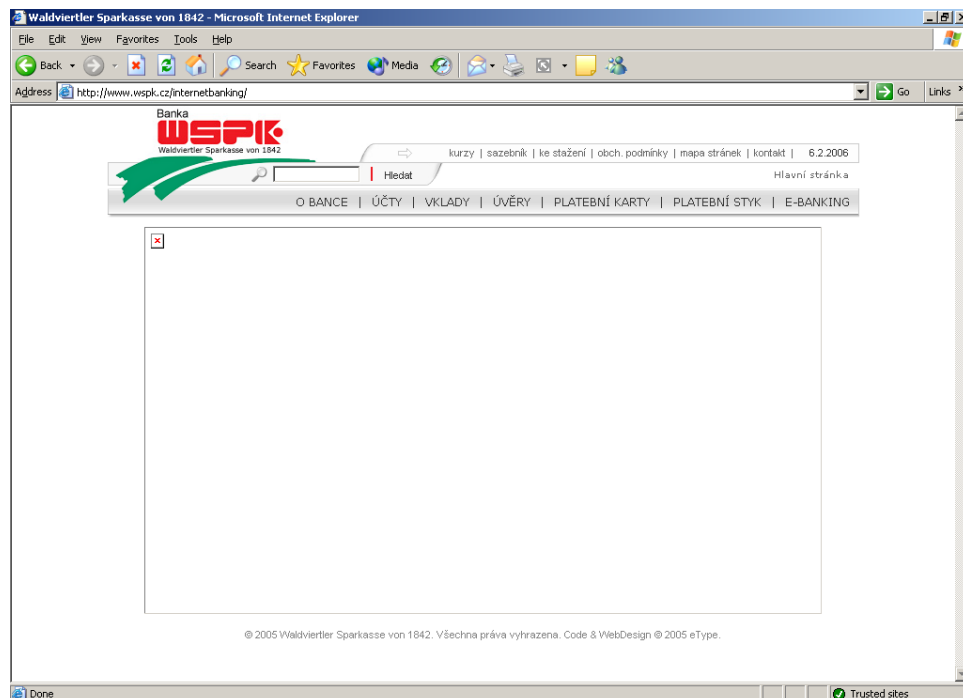 Waldviertler Sparkasse von 1842 - Microsoft Internet Explorer
File Edit View Favorites Tools Help
Back Search Favorites Media
Address http://www.wspk.cz/internetbanking/ Go Links »
Banka
WSPK
Waldviertler Sparkasse von 1842
kurzy | sazebník | ke stažení | obch. podmínky | mapa stránek | kontakt | 6.2.2006
Hledat Hlavní stránka
O BANCE | ÚČTY | VKLADY | ÚVĚRY | PLATEBNÍ KARTY | PLATEBNÍ STYK | E-BANKING
© 2005 Waldviertler Sparkasse von 1842. Všechna práva vyhrazena. Code & WebDesign © 2005 eType.
Done Trusted sites